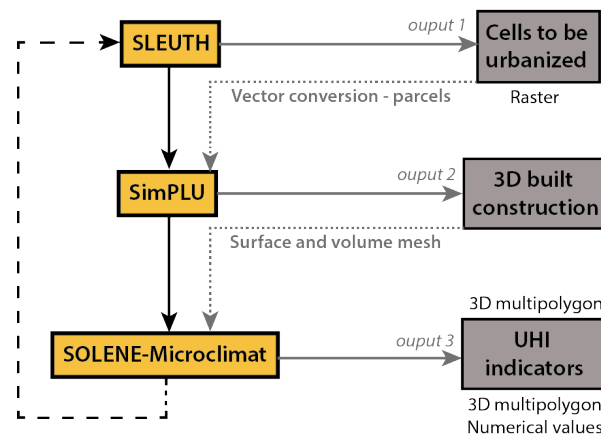 ouput 1
SLEUTH
Cells to be
urbanized
Vector conversion - parcels
Raster
ouput 2
SimPLU
3D built
construction
Surface and volume mesh
3D multipolygon
ouput 3
SOLENE-Microclimat
UHI
indicators
3D multipolygon
Numerical values